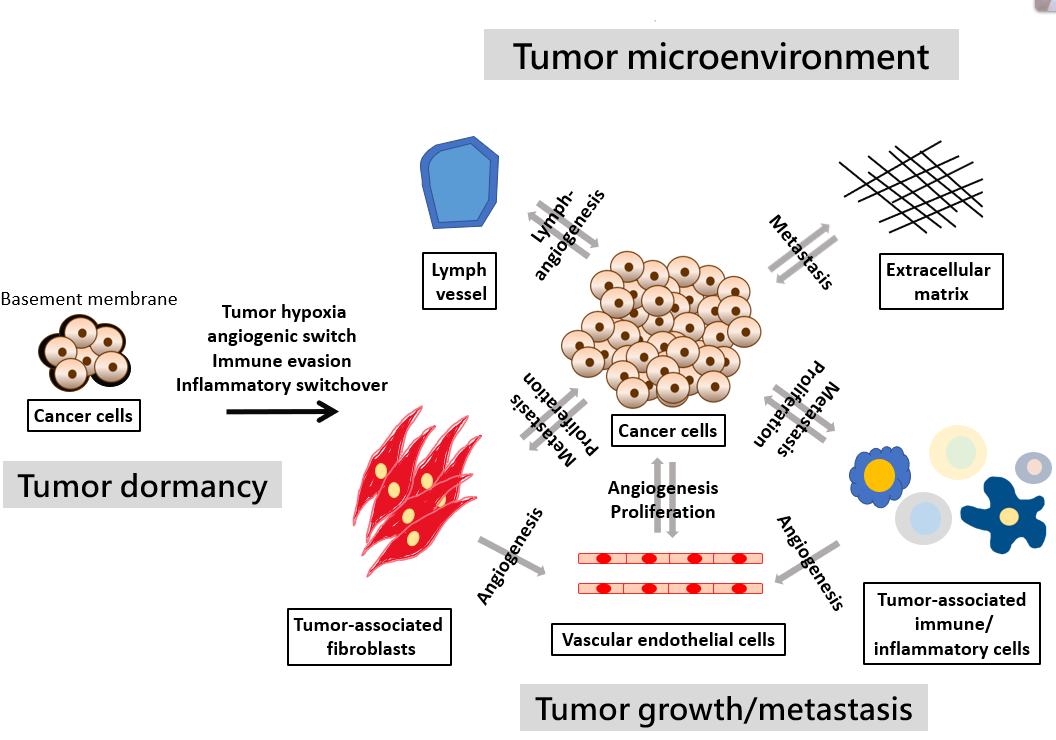 Tumor microenvironment
Lymph
vessel
Lymph-
angiogenesis
Metastasis
Extracellular
matrix
Basement membrane
Cancer cells
Tumor hypoxia
angiogenic switch
Immune evasion
Inflammatory switchover
Tumor dormancy
Metastasis
Proliferation
Cancer cells
Proliferation
Metastasis
Angiogenesis
Proliferation
Angiogenesis
Angiogenesis
Tumor-associated
fibroblasts
Vascular endothelial cells
Tumor-associated
immune/
inflammatory cells
Tumor growth/metastasis